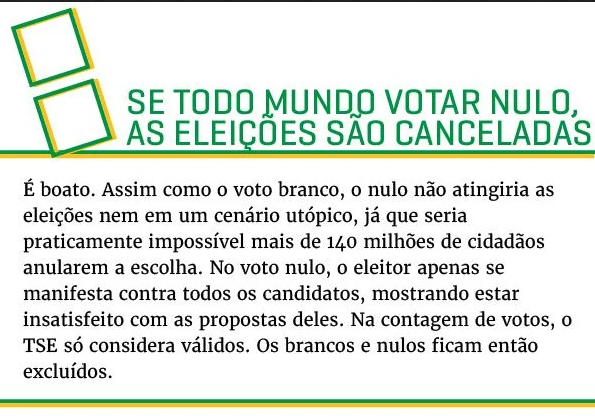 SE TODO MUNDO VOTAR NULO,
AS ELEIÇÕES SÃO CANCELADAS
É boato. Assim como o voto branco, o nulo não atingiria as
eleições nem em um cenário utópico, já que seria
praticamente impossível mais de 140 milhões de cidadãos
anularem a escolha. No voto nulo, o eleitor apenas se
manifesta contra todos os candidatos, mostrando estar
insatisfeito com as propostas deles. Na contagem de votos, o
TSE só considera válidos. Os brancos e nulos ficam então
excluídos.